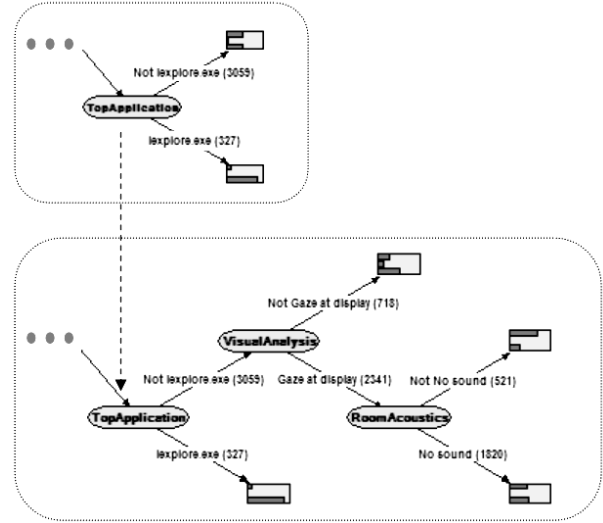 Not Iexplore.exe (3059)
TopApplication
Iexplore.exe (327)
Not Gaze at display (718)
VisualAnalysis
Not Iexplore.exe (3059)
Gaze at display (2341)
Not No sound (521)
TopApplication
RoomAcoustics
Iexplore.exe (327)
No sound (1820)